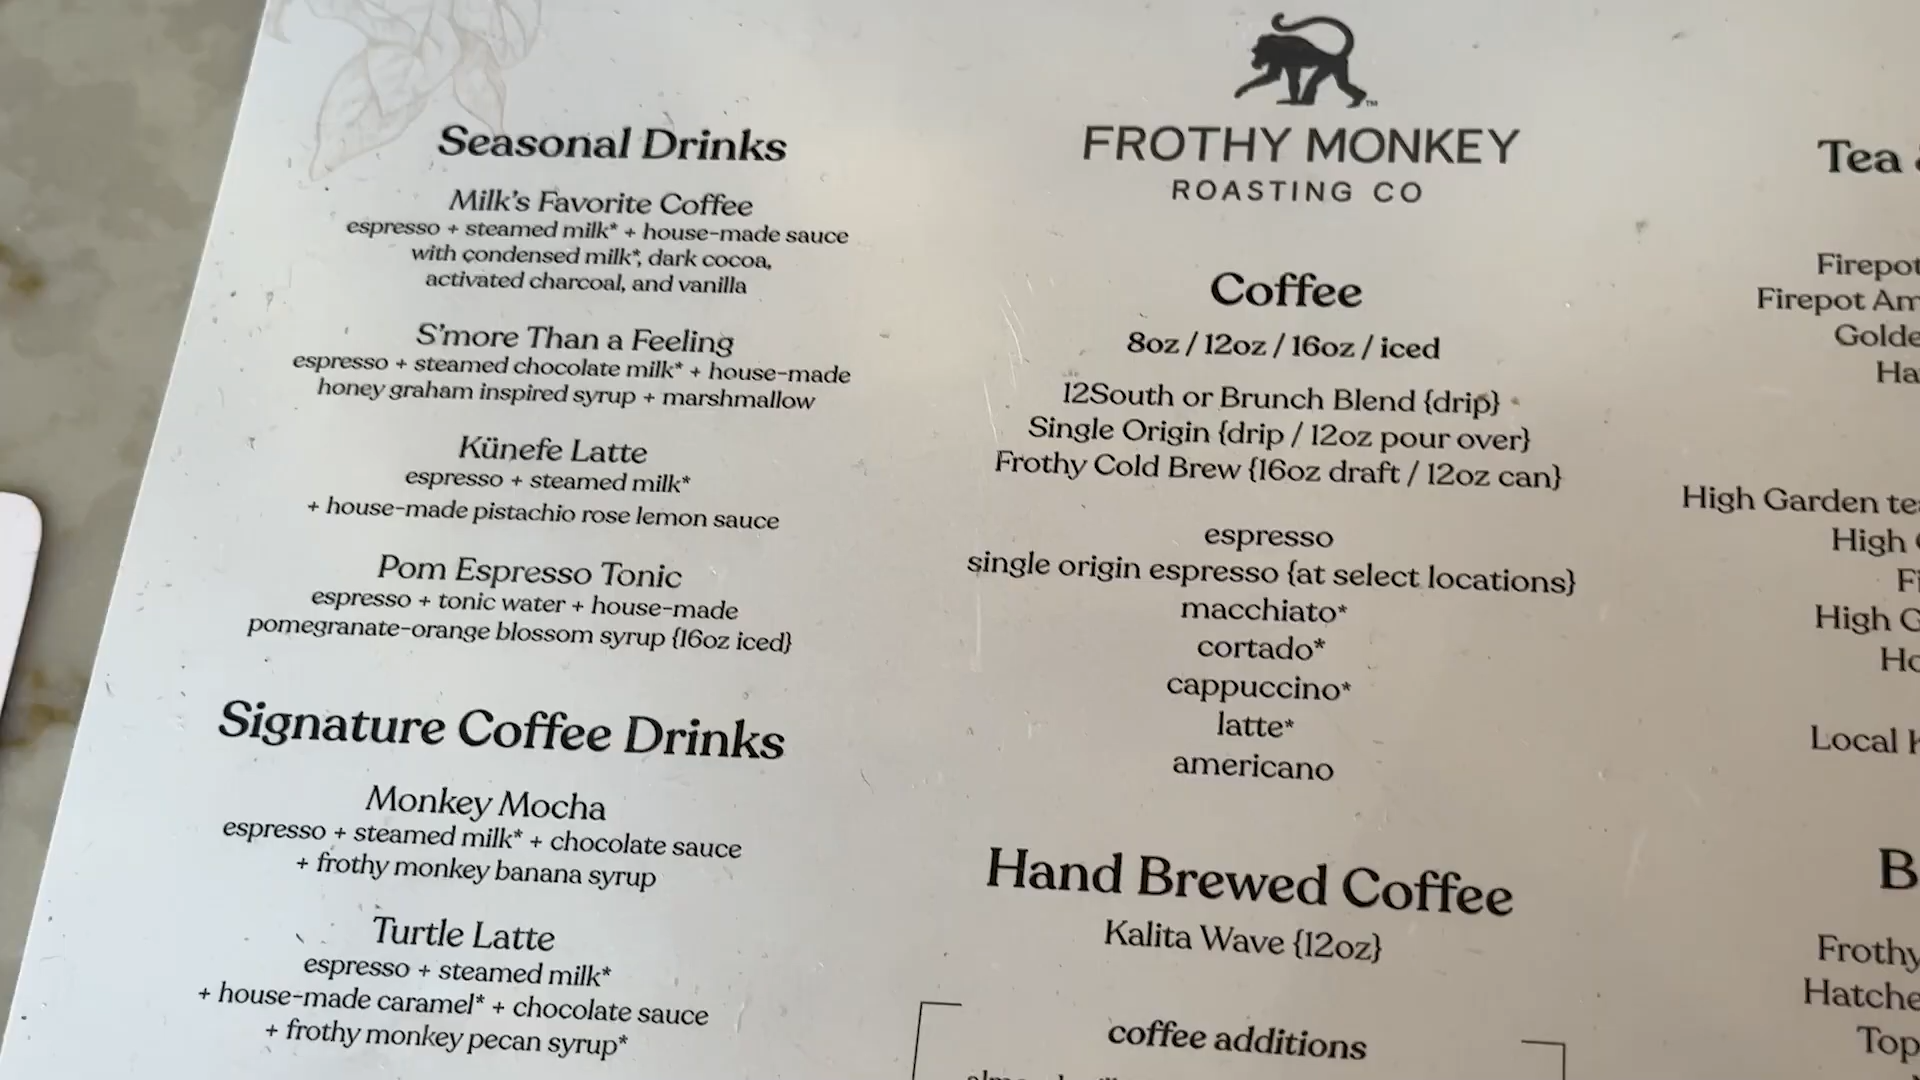 Seasonal Drinks
Milk's Favorite Coffee
espresso + steamed milk* + house-made sauce
with condensed milk*, dark cocoa,
activated charcoal, and vanilla
S'more Than a Feeling
espresso + steamed chocolate milk* + house-made
honey graham inspired syrup + marshmallow
Künefe Latte
espresso + steamed milk*
+ house-made pistachio rose lemon sauce
Pom Espresso Tonic
espresso + tonic water + house-made
pomegranate-orange blossom syrup {16oz iced}
Signature Coffee Drinks
Monkey Mocha
espresso + steamed milk* + chocolate sauce
+ frothy monkey banana syrup
Turtle Latte
espresso + steamed milk*
+ house-made caramel* + chocolate sauce
+ frothy monkey pecan syrup*
TM
FROTHY MONKEY
ROASTING CO
Coffee
8oz / 12oz / 16oz / iced
12South or Brunch Blend {drip}
Single Origin {drip / 12oz pour over}
Frothy Cold Brew {16oz draft / 12oz can}
espresso
single origin espresso {at select locations}
macchiato*
cortado*
cappuccino*
latte*
americano
Hand Brewed Coffee
Kalita Wave {12oz}
coffee additions
Tea
Firepot
Firepot
High Garden
High
High
Local
Frothy